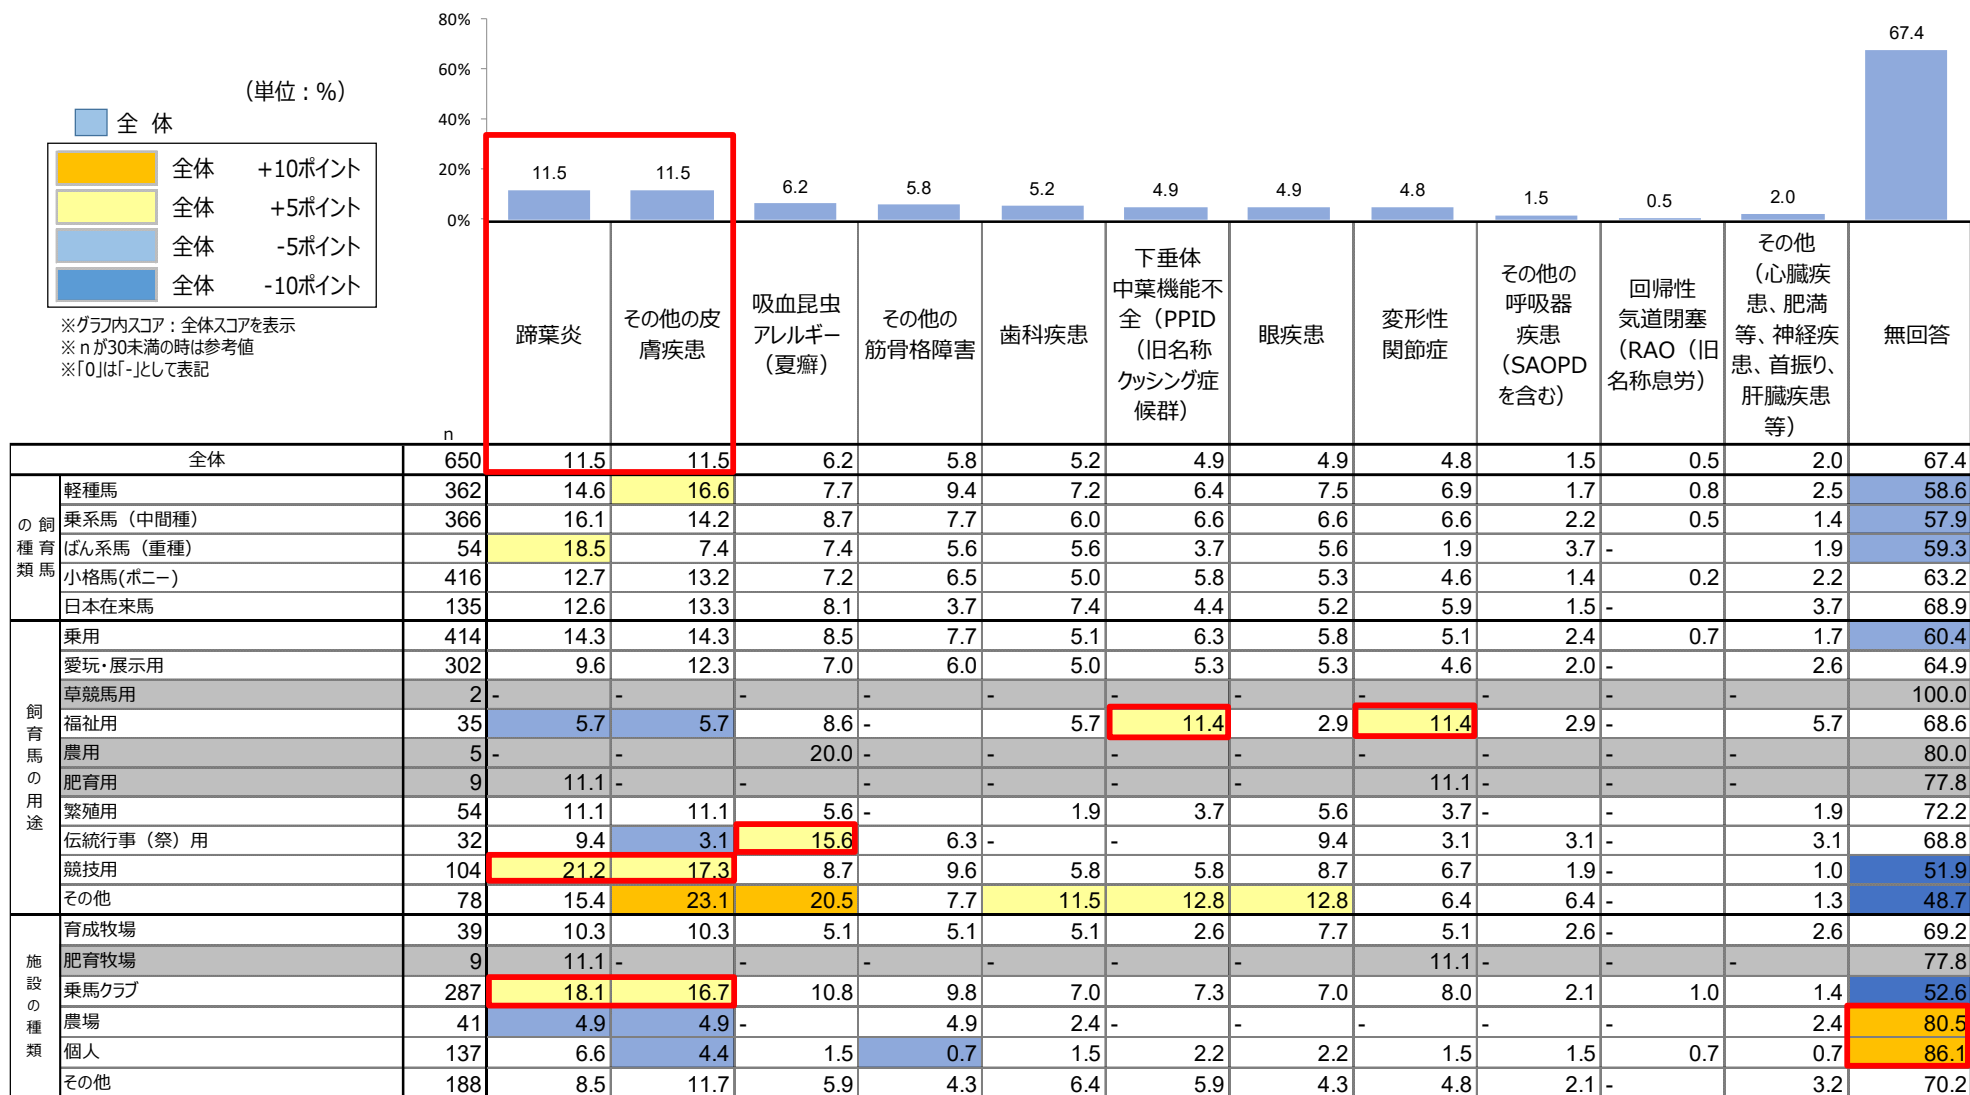 80%
60%
40%
20%
0%
(単位:%)
全 体
全体 +10ポイント
全体 +5ポイント
全体 -5ポイント
全体 -10ポイント
※グラフ内スコア:全体スコアを表示
※ nが30未満の時は参考値
※「0」は「-」として表記
11.5 11.5 6.2 5.8 5.2 4.9 4.9 4.8 1.5 0.5 2.0 67.4
n
蹄葉炎
その他の皮
膚疾患
吸血昆虫
アレルギー
(夏癬)
その他の
筋骨格障害
歯科疾患
下垂体
中葉機能不
全(PPID
(旧名称
クッシング症
候群)
眼疾患
変形性
関節症
その他の
呼吸器
疾患
(SAOPD
を含む)
回帰性
気道閉塞
(RAO(旧
名称息労)
その他
(心臓疾
患、肥満
等、神経疾
患、首振り、
肝臓疾患
等)
無回答
全体 650 11.5 11.5 6.2 5.8 5.2 4.9 4.9 4.8 1.5 0.5 2.0 67.4
飼育馬の種類
軽種馬 362 14.6 16.6 7.7 9.4 7.2 6.4 7.5 6.9 1.7 0.8 2.5 58.6
乗系馬(中間種) 366 16.1 14.2 8.7 7.7 6.0 6.6 6.6 6.6 2.2 0.5 1.4 57.9
ばん系馬(重種) 54 18.5 7.4 7.4 5.6 5.6 3.7 5.6 1.9 3.7 - 1.9 59.3
小格馬(ポニー) 416 12.7 13.2 7.2 6.5 5.0 5.8 5.3 4.6 1.4 0.2 2.2 63.2
日本在来馬 135 12.6 13.3 8.1 3.7 7.4 4.4 5.2 5.9 1.5 - 3.7 68.9
飼育馬の用途
乗用 414 14.3 14.3 8.5 7.7 5.1 6.3 5.8 5.1 2.4 0.7 1.7 60.4
愛玩・展示用 302 9.6 12.3 7.0 6.0 5.0 5.3 5.3 4.6 2.0 - 2.6 64.9
草競馬用 2 - - - - - - - - - - - 100.0
福祉用 35 5.7 5.7 8.6 - 5.7 11.4 2.9 11.4 2.9 - 5.7 68.6
農用 5 - - 20.0 - - - - - - - - 80.0
肥育用 9 11.1 - - - - - - 11.1 - - - 77.8
繁殖用 54 11.1 11.1 5.6 - 1.9 3.7 5.6 3.7 - - 1.9 72.2
伝統行事(祭)用 32 9.4 3.1 15.6 6.3 - - 9.4 3.1 3.1 - 3.1 68.8
競技用 104 21.2 17.3 8.7 9.6 5.8 5.8 8.7 6.7 1.9 - 1.0 51.9
その他 78 15.4 23.1 20.5 7.7 11.5 12.8 12.8 6.4 6.4 - 1.3 48.7
施設の種類
育成牧場 39 10.3 10.3 5.1 5.1 5.1 2.6 7.7 5.1 2.6 - 2.6 69.2
肥育牧場 9 11.1 - - - - - - 11.1 - - - 77.8
乗馬クラブ 287 18.1 16.7 10.8 9.8 7.0 7.3 7.0 8.0 2.1 1.0 1.4 52.6
農場 41 4.9 4.9 - 4.9 2.4 - - - - - 2.4 80.5
個人 137 6.6 4.4 1.5 0.7 1.5 2.2 2.2 1.5 1.5 0.7 0.7 86.1
その他 188 8.5 11.7 5.9 4.3 6.4 5.9 4.3 4.8 2.1 - 3.2 70.2